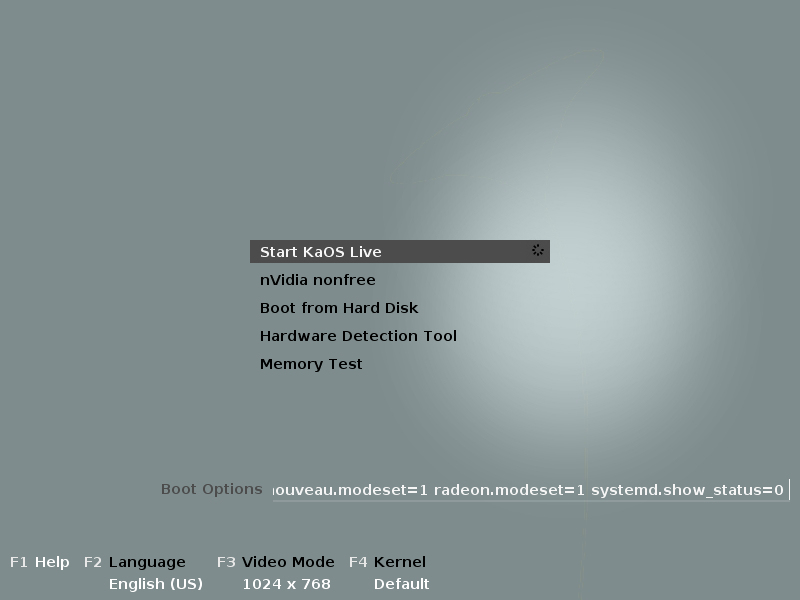 Start KaOS Live
nVidia nonfree
Boot from Hard Disk
Hardware Detection Tool
Memory Test
Boot Options ouveau.modeset=1 radeon.modeset=1 systemd.show_status=0
F1 Help F2 Language F3 Video Mode F4 Kernel
English (US) 1024 x 768 Default